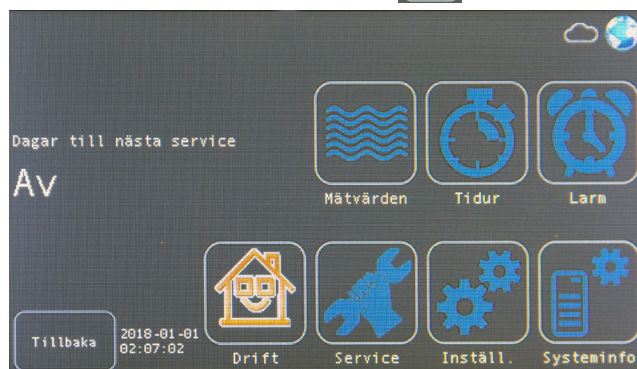 Dagar till nästa service
Av
Mätvärden
Tidur
Larm
Tillbaka
2018-01-01
02:07:02
Drift
Service
Inställ.
Systeminfo